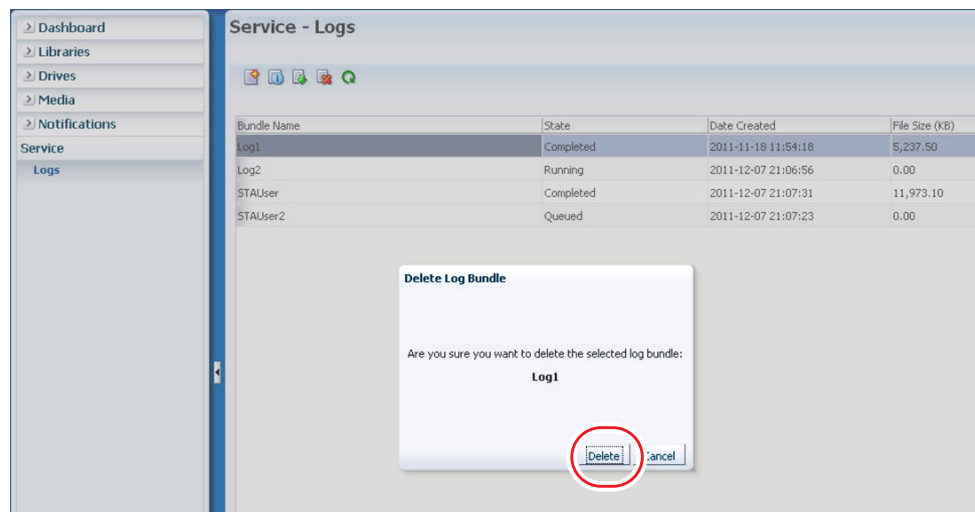 Dashboard
Libraries
Drives
Media
Notifications
Service
Logs
Service - Logs
Bundle Name State Date Created File Size (KB)
Log1 Completed 2011-11-18 11:54:18 5,237.50
Log2 Running 2011-12-07 21:06:56 0.00
STAUser Completed 2011-12-07 21:07:31 11,973.10
STAUser2 Queued 2011-12-07 21:07:23 0.00
Delete Log Bundle
Are you sure you want to delete the selected log bundle:
Log1
Delete Cancel